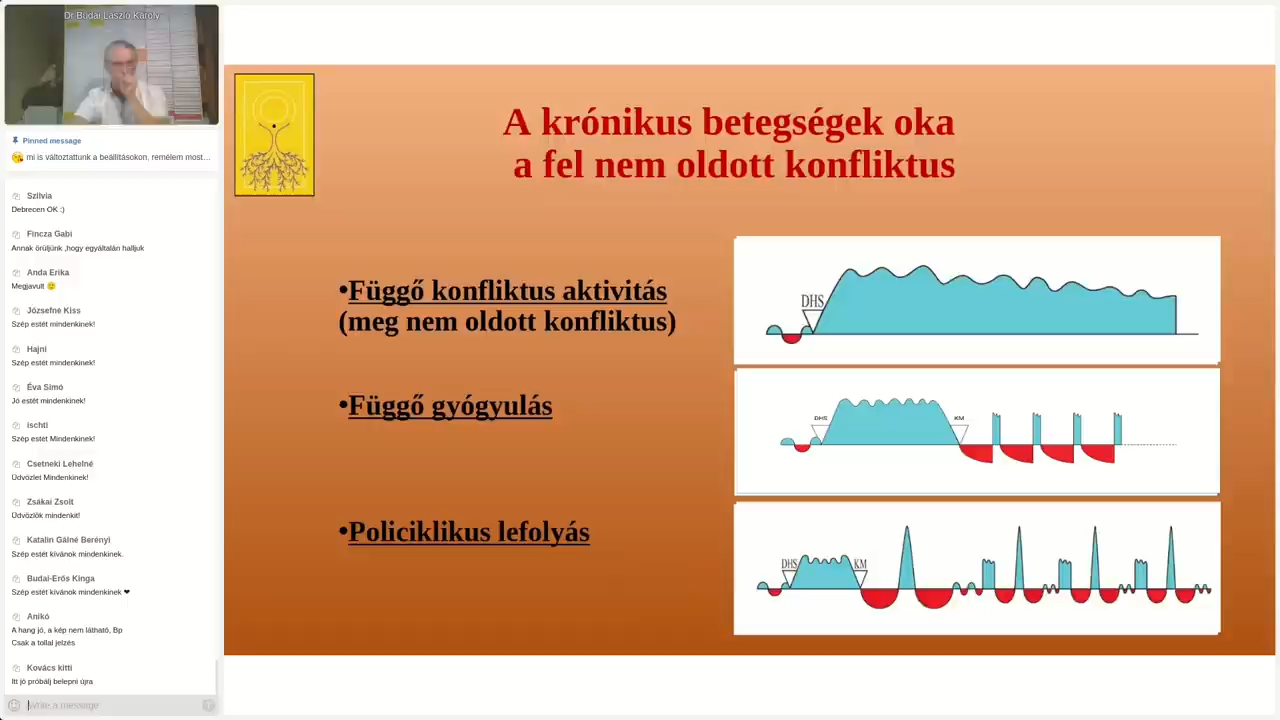 Dr Budai László Károly
Pinned message
mi is változtattunk a beállításokon, remélem most…
Szilvia
Debrecen OK :)
Fincza Gabi
Annak örüljünk ,hogy egyáltalán halljuk
Anda Erika
Megjavult 🙂
Józsefné Kiss
Szép estét mindenkinek!
Hajni
Szép estét mindenkinek!
Éva Simó
Jó estét mindenkinek!
ischti
Szép estét Mindenkinek!
Csetneki Lehelné
Üdvözlet Mindenkinek!
Zsákai Zsolt
Üdvözlök mindenkit!
Katalin Gálné Berényi
Szép estét kívánok mindenkinek.
Budai-Erős Kinga
Szép estét kívánok mindenkinek ❤
Anikó
A hang jó, a kép nem látható, Bp
Csak a tollal jelzés
Kovács kitti
Itt jó próbálj belepni újra
Write a message
A krónikus betegségek oka
a fel nem oldott konfliktus
•Függő konfliktus aktivitás
(meg nem oldott konfliktus)
DHS
•Függő gyógyulás
DHS KM
•Policiklikus lefolyás
DHS KM